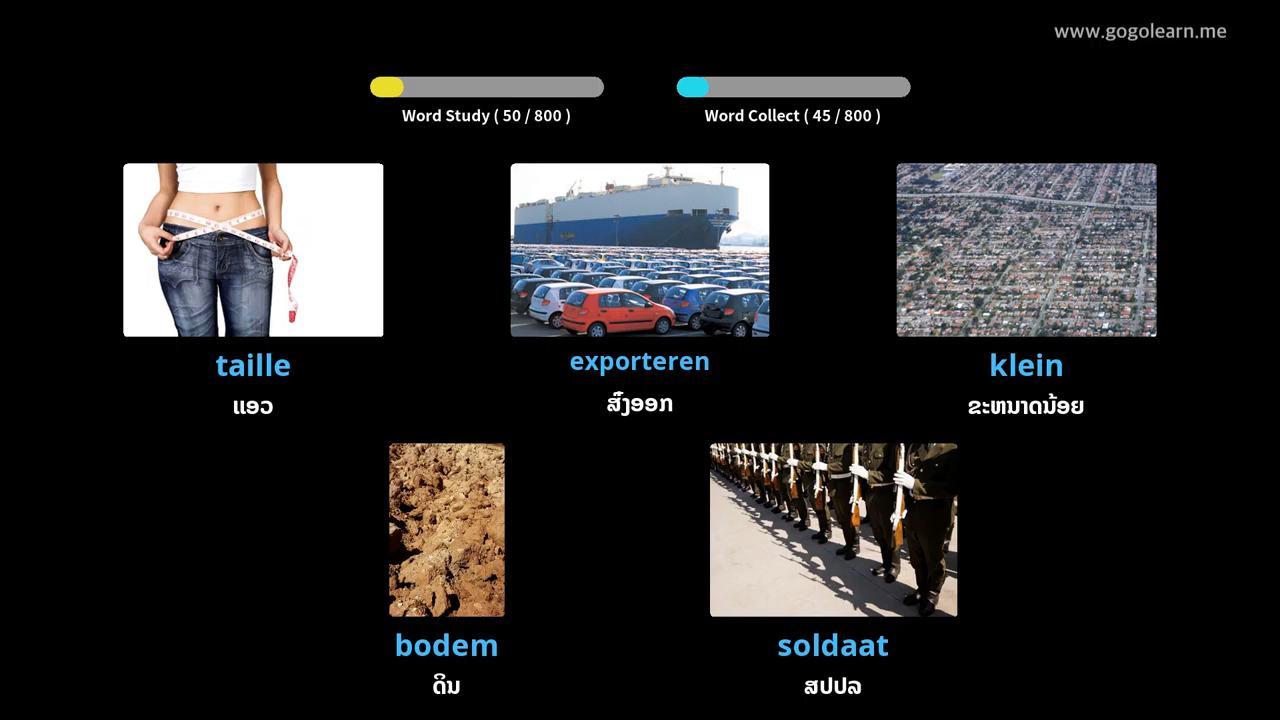 www.gogolearn.me
Word Study ( 50 / 800 )
Word Collect ( 45 / 800 )
taille
ແອວ
exporteren
ສົ່ງອອກ
klein
ຂະຫນາດນ້ອຍ
bodem
ດິນ
soldaat
ສປປລ